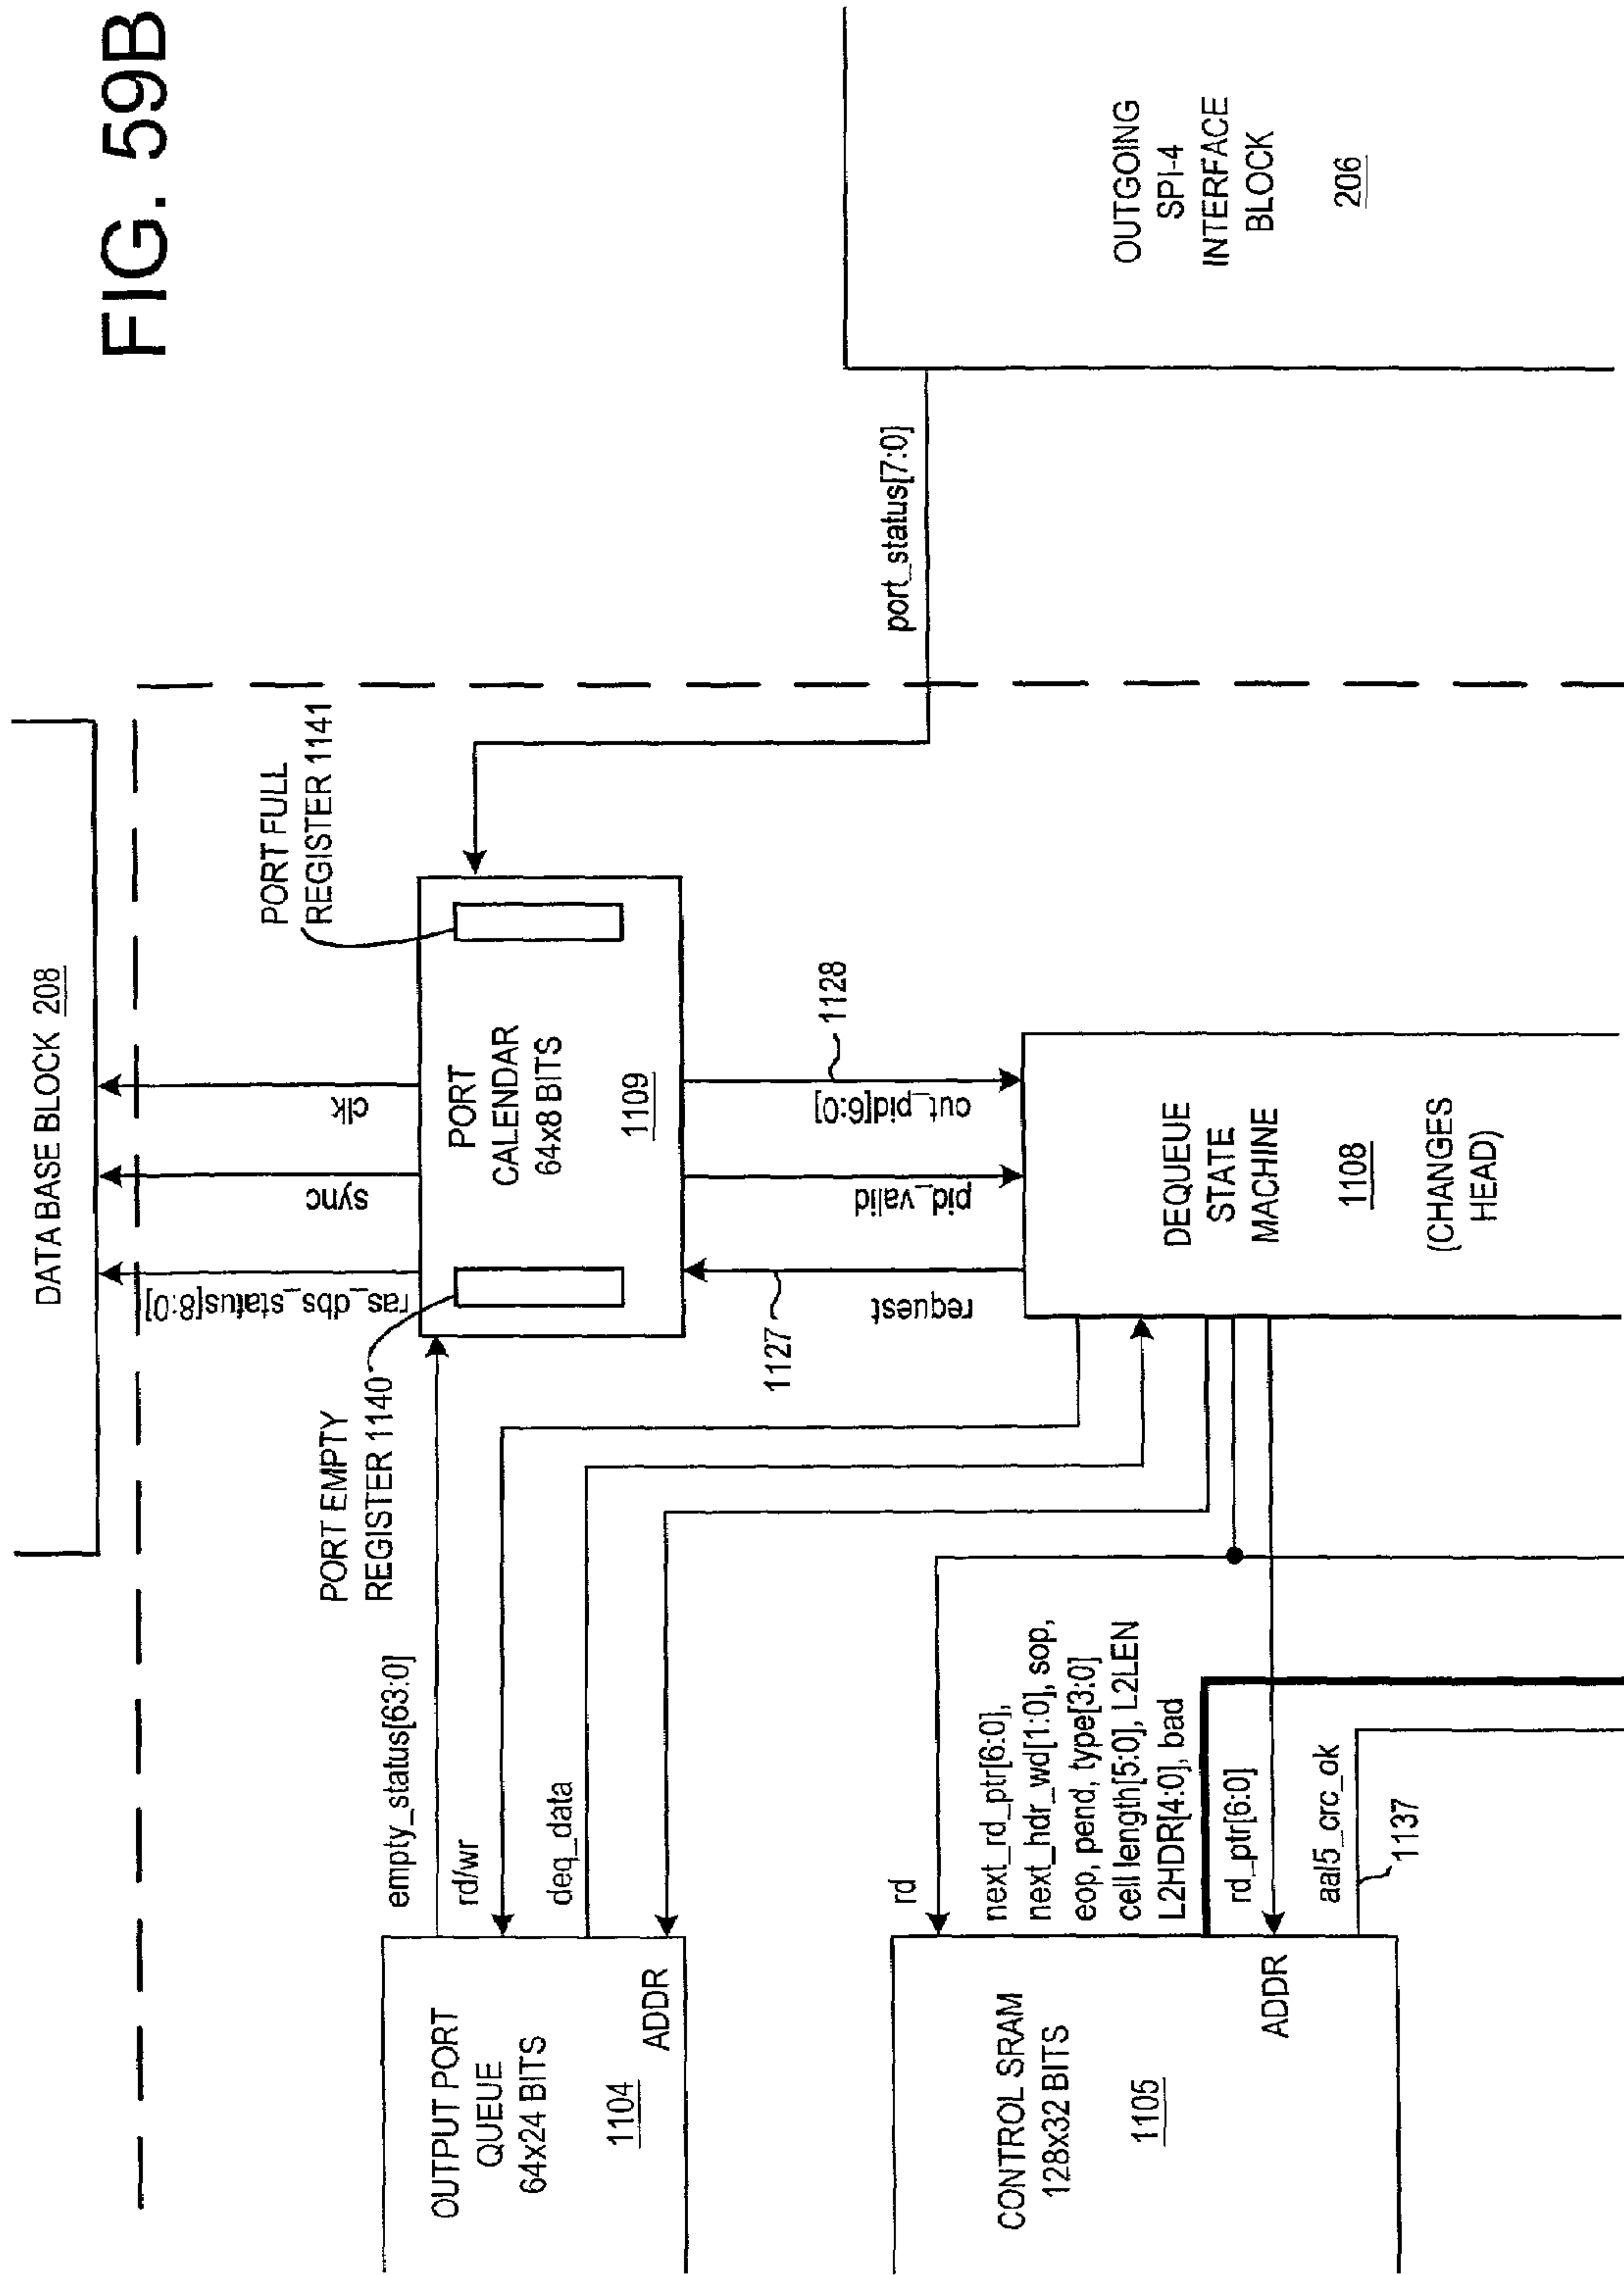 FIG. 59B
DATA BASE BLOCK 208
ras_dbs_status[8:0]
sync
clk
PORT EMPTY
REGISTER 1140
PORT FULL
REGISTER 1141
PORT
CALENDAR
64x8 BITS
1109
empty_status[63:0]
rd/wr
deq_data
OUTPUT PORT
QUEUE
64x24 BITS
1104
ADDR
port_status[7:0]
OUTGOING
SPI-4
INTERFACE
BLOCK
206
1127
request
pid_valid
out_pid[6:0]
1128
DEQUEUE
STATE
MACHINE
1108
(CHANGES
HEAD)
rd
next_rd_ptr[6:0],
next_hdr_wd[1:0], sop,
eop, pend, type[3:0]
cell length[5:0], L2LEN
L2HDR[4:0], bad
rd_ptr[6:0]
aal5_crc_ok
1137
CONTROL SRAM
128x32 BITS
1105
ADDR